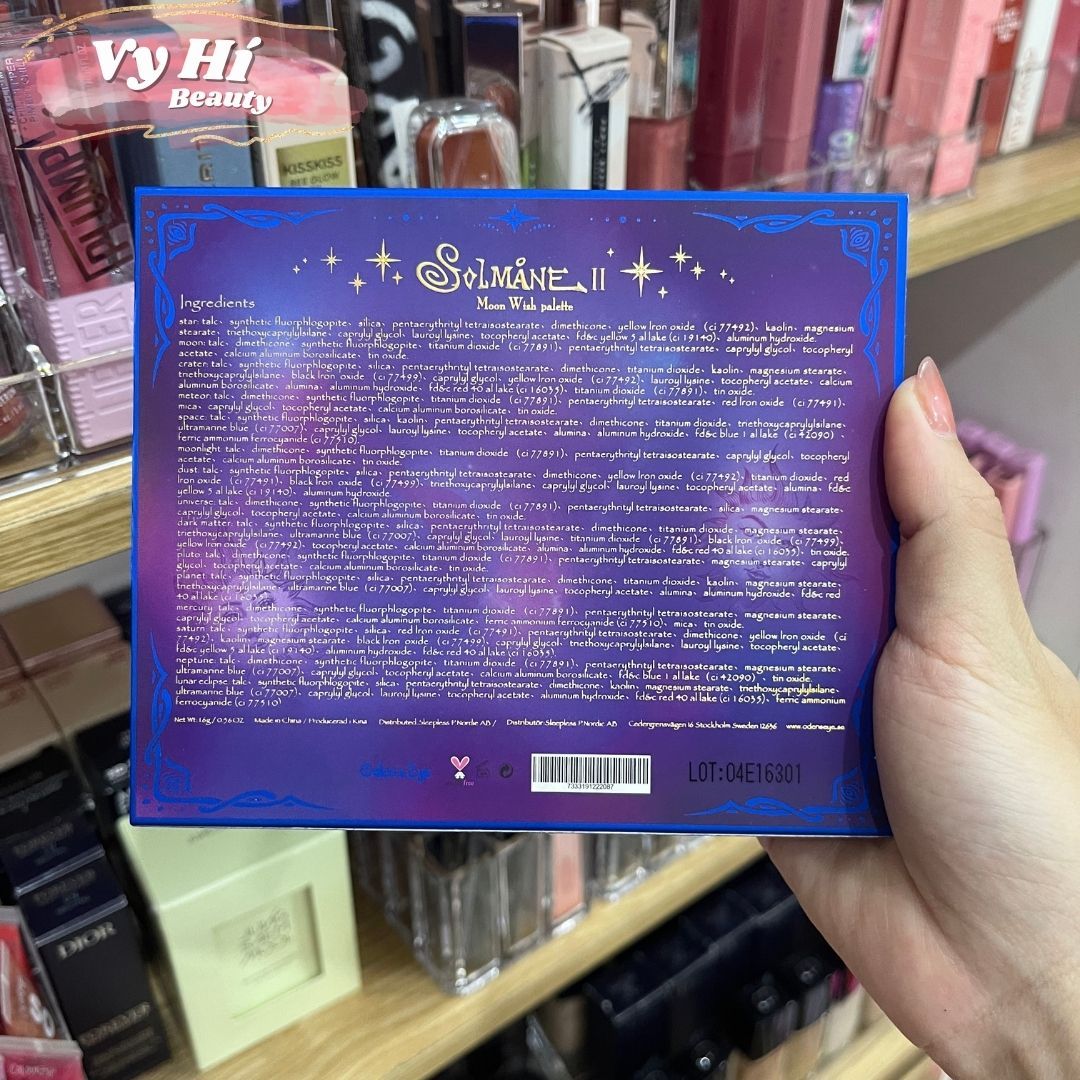 Vy Hí
Beauty
KISSKISS
BEE GLOW
PLUMP
SOLMÅNE II
Moon Wish palette
Ingredients
star: talc、 synthetic fluorphlogopite、 silica、 pentaerythrityl tetraisostearate、 dimethicone、 yellow Iron oxide （ci 77492）、 kaolin、 magnesium
stearate、 triethoxycaprylylsilane、 caprylyl glycol、 lauroyl lysine、 tocopheryl acetate、 fd&c yellow 5 al lake (ci 19140)、 aluminum hydroxide.
moon: talc、 dimethicone、 synthetic fluorphlogopite、 titanium dioxide （ci 77891）、 pentaerythrityl tetraisostearate、 caprylyl glycol、 tocopheryl
acetate、 calcium aluminum borosilicate、 tin oxide.
crater: talc、 synthetic fluorphlogopite、 silica、 pentaerythrityl tetraisostearate、 dimethicone、 titanium dioxide、 kaolin、 magnesium stearate、
triethoxycaprylylsilane、 black Iron oxide （ci 77499）、 caprylyl glycol、 yellow Iron oxide （ci 77492）、 lauroyl lysine、 tocopheryl acetate、 calcium
aluminum borosilicate、 alumina、 aluminum hydroxide、 fd&c red 40 al lake (ci 16035)、 titanium dioxide （ci 77891）、 tin oxide.
meteor: talc、 dimethicone、 synthetic fluorphlogopite、 titanium dioxide （ci 77891）、 pentaerythrityl tetraisostearate、 red Iron oxide （ci 77491）、
mica、 caprylyl glycol、 tocopheryl acetate、 calcium aluminum borosilicate、 tin oxide.
space: talc、 synthetic fluorphlogopite、 silica、 kaolin、 pentaerythrityl tetraisostearate、 dimethicone、 titanium dioxide、 triethoxycaprylylsilane、
ultramarine blue （ci 77007）、 caprylyl glycol、 lauroyl lysine、 tocopheryl acetate、 alumina、 aluminum hydroxide、 fd&c blue 1 al lake （ci 42090） 、
ferric ammonium ferrocyanide (ci 77510).
moonlight: talc、 dimethicone、 synthetic fluorphlogopite、 titanium dioxide （ci 77891）、 pentaerythrityl tetraisostearate、 caprylyl glycol、 tocopheryl
acetate、 calcium aluminum borosilicate、 tin oxide.
dust: talc、 synthetic fluorphlogopite、 silica、 pentaerythrityl tetraisostearate、 dimethicone、 yellow Iron oxide （ci 77492）、 titanium dioxide、 red
Iron oxide （ci 77491）、 black Iron oxide （ci 77499）、 triethoxycaprylylsilane、 caprylyl glycol、 lauroyl lysine、 tocopheryl acetate、 alumina、 fd&c
yellow 5 al lake (ci 19140)、 aluminum hydroxide.
universe: talc、 dimethicone、 synthetic fluorphlogopite、 titanium dioxide （ci 77891）、 pentaerythrityl tetraisostearate、 silica、 magnesium stearate、
caprylyl glycol、 tocopheryl acetate、 calcium aluminum borosilicate、 tin oxide.
dark matter: talc、 synthetic fluorphlogopite、 silica、 pentaerythrityl tetraisostearate、 dimethicone、 titanium dioxide、 magnesium stearate、
triethoxycaprylylsilane、 ultramarine blue （ci 77007）、 caprylyl glycol、 lauroyl lysine、 titanium dioxide （ci 77891）、 black Iron oxide （ci 77499）、
yellow Iron oxide （ci 77492）、 tocopheryl acetate、 calcium aluminum borosilicate、 alumina、 aluminum hydroxide、 fd&c red 40 al lake (ci 16035)、 tin oxide.
pluto: talc、 dimethicone、 synthetic fluorphlogopite、 titanium dioxide （ci 77891）、 pentaerythrityl tetraisostearate、 magnesium stearate、 caprylyl
glycol、 tocopheryl acetate、 calcium aluminum borosilicate、 tin oxide.
planet: talc、 synthetic fluorphlogopite、 silica、 pentaerythrityl tetraisostearate、 dimethicone、 titanium dioxide、 kaolin、 magnesium stearate、
triethoxycaprylylsilane、 ultramarine blue （ci 77007）、 caprylyl glycol、 lauroyl lysine、 tocopheryl acetate、 alumina、 aluminum hydroxide、 fd&c red
40 al lake (ci 16035).
mercury: talc、 dimethicone、 synthetic fluorphlogopite、 titanium dioxide （ci 77891）、 pentaerythrityl tetraisostearate、 magnesium stearate、
caprylyl glycol、 tocopheryl acetate、 calcium aluminum borosilicate、 ferric ammonium ferrocyanide (ci 77510)、 mica、 tin oxide.
saturn: talc、 synthetic fluorphlogopite、 silica、 red Iron oxide （ci 77491）、 pentaerythrityl tetraisostearate、 dimethicone、 yellow Iron oxide （ci
77492）、 kaolin、 magnesium stearate、 black Iron oxide （ci 77499）、 caprylyl glycol、 triethoxycaprylylsilane、 lauroyl lysine、 tocopheryl acetate、
fd&c yellow 5 al lake (ci 19140)、 aluminum hydroxide、 fd&c red 40 al lake (ci 16035).
neptune: talc、 dimethicone、 synthetic fluorphlogopite、 titanium dioxide （ci 77891）、 pentaerythrityl tetraisostearate、 magnesium stearate、
ultramarine blue （ci 77007）、 caprylyl glycol、 tocopheryl acetate、 calcium aluminum borosilicate、 fd&c blue 1 al lake （ci 42090） 、 tin oxide.
lunar eclipse: talc、 synthetic fluorphlogopite、 silica、 pentaerythrityl tetraisostearate、 dimethicone、 kaolin、 magnesium stearate、 triethoxycaprylylsilane、
ultramarine blue （ci 77007）、 caprylyl glycol、 lauroyl lysine、 tocopheryl acetate、 aluminum hydroxide、 fd&c red 40 al lake (ci 16035)、 ferric ammonium
ferrocyanide (ci 77510)
Net Wt: 16g / 0.56OZ Made in China / Producerad i Kina Distributed: Sleepless P. Nordic AB / Distributör: Sleepless P. Nordic AB Cedergrensvägen 16 Stockholm Sweden 12636 www.odenseye.se
Oden's Eye
free
7333191222087
LOT:04E16301
DIOR
FOREVER